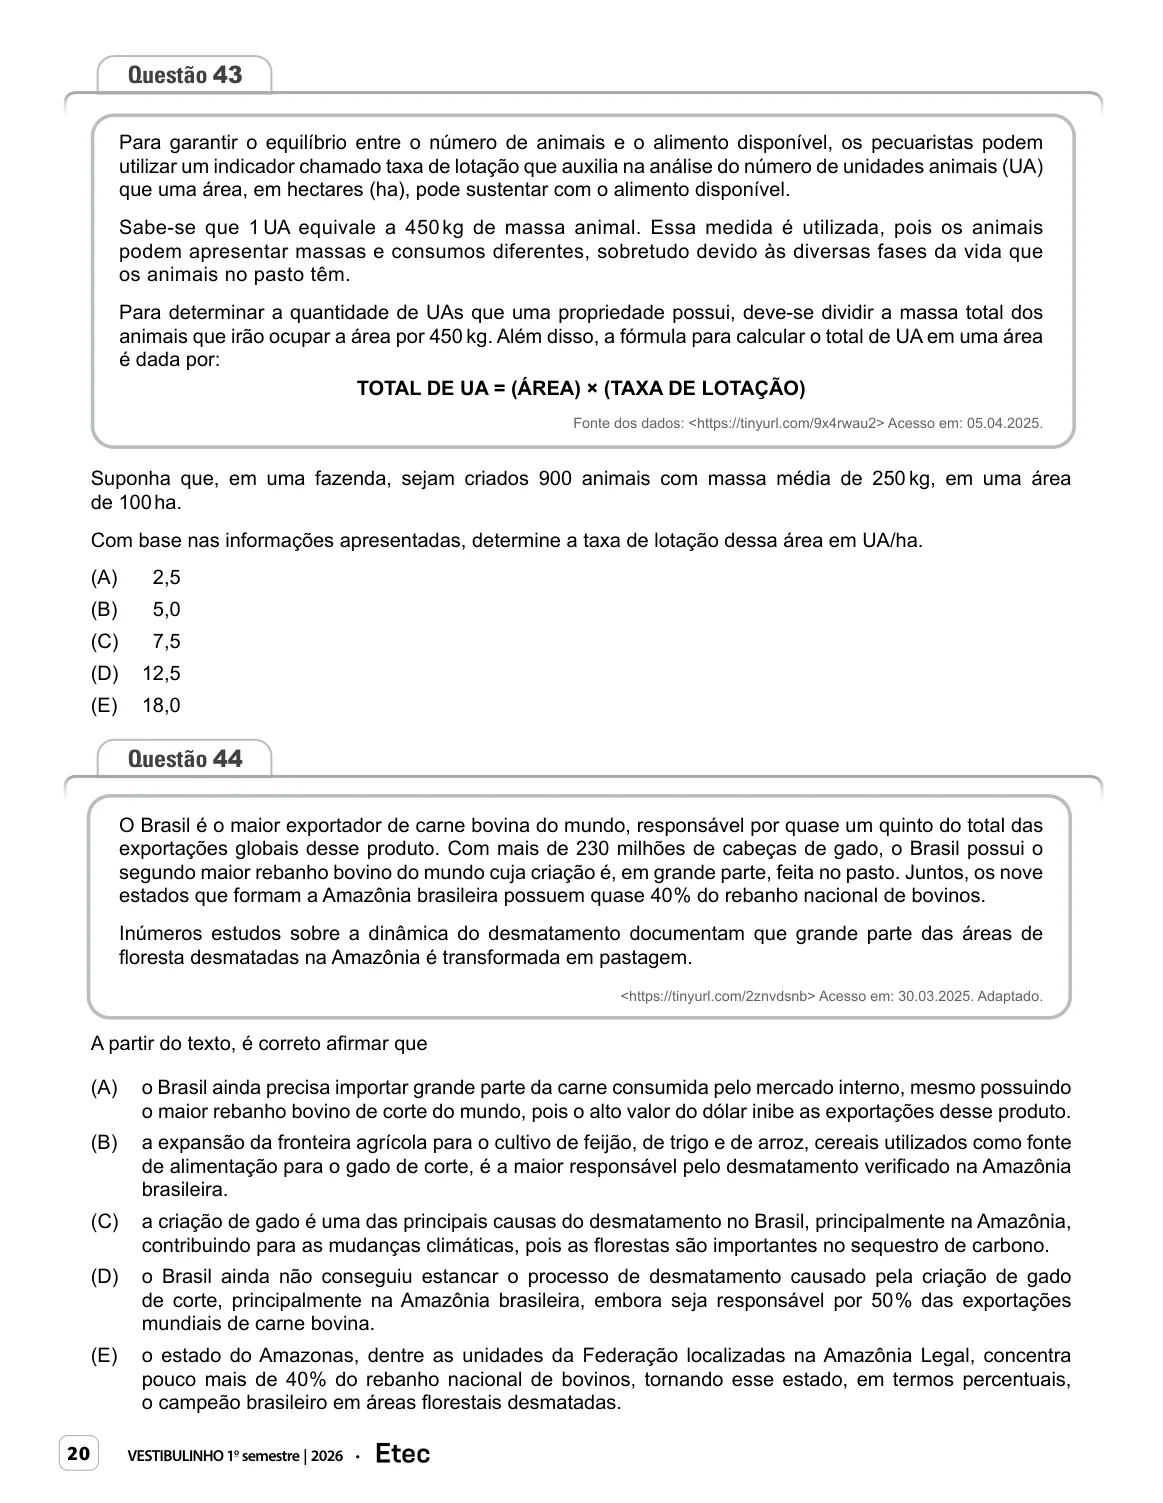 Questão 43
Para garantir o equilíbrio entre o número de animais e o alimento disponível, os pecuaristas podem
utilizar um indicador chamado taxa de lotação que auxilia na análise do número de unidades animais (UA)
que uma área, em hectares (ha), pode sustentar com o alimento disponível.
Sabe-se que 1 UA equivale a 450 kg de massa animal. Essa medida é utilizada, pois os animais
podem apresentar massas e consumos diferentes, sobretudo devido às diversas fases da vida que
os animais no pasto têm.
Para determinar a quantidade de UAs que uma propriedade possui, deve-se dividir a massa total dos
animais que irão ocupar a área por 450 kg. Além disso, a fórmula para calcular o total de UA em uma área
é dada por:
TOTAL DE UA = (ÁREA) × (TAXA DE LOTAÇÃO)
Fonte dos dados: <https://tinyurl.com/9x4rwau2> Acesso em: 05.04.2025.
Suponha que, em uma fazenda, sejam criados 900 animais com massa média de 250 kg, em uma área
de 100 ha.
Com base nas informações apresentadas, determine a taxa de lotação dessa área em UA/ha.
(A) 2,5
(B) 5,0
(C) 7,5
(D) 12,5
(E) 18,0
Questão 44
O Brasil é o maior exportador de carne bovina do mundo, responsável por quase um quinto do total das
exportações globais desse produto. Com mais de 230 milhões de cabeças de gado, o Brasil possui o
segundo maior rebanho bovino do mundo cuja criação é, em grande parte, feita no pasto. Juntos, os nove
estados que formam a Amazônia brasileira possuem quase 40% do rebanho nacional de bovinos.
Inúmeros estudos sobre a dinâmica do desmatamento documentam que grande parte das áreas de
floresta desmatadas na Amazônia é transformada em pastagem.
<https://tinyurl.com/2znvdsnb> Acesso em: 30.03.2025. Adaptado.
A partir do texto, é correto afirmar que
(A) o Brasil ainda precisa importar grande parte da carne consumida pelo mercado interno, mesmo possuindo
o maior rebanho bovino de corte do mundo, pois o alto valor do dólar inibe as exportações desse produto.
(B) a expansão da fronteira agrícola para o cultivo de feijão, de trigo e de arroz, cereais utilizados como fonte
de alimentação para o gado de corte, é a maior responsável pelo desmatamento verificado na Amazônia
brasileira.
(C) a criação de gado é uma das principais causas do desmatamento no Brasil, principalmente na Amazônia,
contribuindo para as mudanças climáticas, pois as florestas são importantes no sequestro de carbono.
(D) o Brasil ainda não conseguiu estancar o processo de desmatamento causado pela criação de gado
de corte, principalmente na Amazônia brasileira, embora seja responsável por 50% das exportações
mundiais de carne bovina.
(E) o estado do Amazonas, dentre as unidades da Federação localizadas na Amazônia Legal, concentra
pouco mais de 40% do rebanho nacional de bovinos, tornando esse estado, em termos percentuais,
o campeão brasileiro em áreas florestais desmatadas.
20 VESTIBULINHO 1º semestre | 2026 • Etec